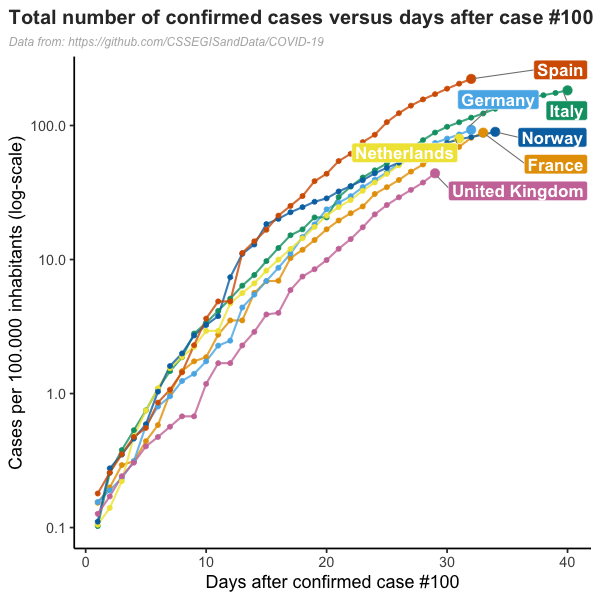 Total number of confirmed cases versus days after case #100
Data from: https://github.com/CSSEGISandData/COVID-19
Cases per 100.000 inhabitants (log-scale)
100.0
10.0
1.0
0.1
Spain
Germany
Italy
Norway
Netherlands
France
United Kingdom
0 10 20 30 40
Days after confirmed case #100